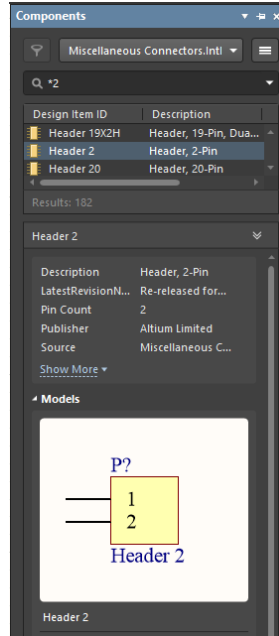 Components
Miscellaneous Connectors.Intl
*2
Design Item ID Description
Header 19X2H Header, 19-Pin, Dua...
Header 2 Header, 2-Pin
Header 20 Header, 20-Pin
Results: 182
Header 2
Description Header, 2-Pin
LatestRevisionN... Re-released for...
Pin Count 2
Publisher Altium Limited
Source Miscellaneous C...
Show More
Models
P?
1
2
Header 2
Header 2